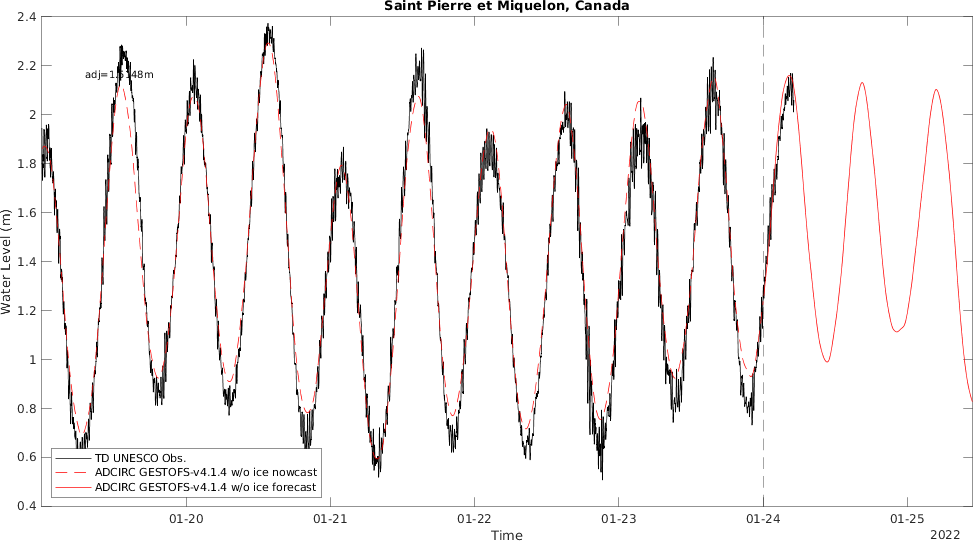 Saint Pierre et Miquelon, Canada
2.4
2.2
2
1.8
1.6
1.4
1.2
1
0.8
0.6
0.4
Water Level (m)
TD UNESCO Obs.
ADCIRC GESTOFS-v4.1.4 w/o ice nowcast
ADCIRC GESTOFS-v4.1.4 w/o ice forecast
01-20 01-21 01-22 01-23 01-24 01-25
Time
2022